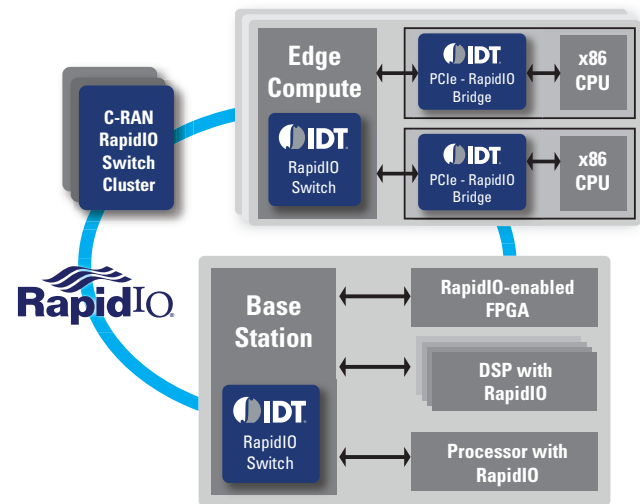 Edge
Compute
IDT
RapidIO
Switch
IDT
PCIe - RapidIO
Bridge
x86
CPU
IDT
PCIe - RapidIO
Bridge
x86
CPU
C-RAN
RapidIO
Switch
Cluster
RapidIO®
Base
Station
IDT
RapidIO
Switch
RapidIO-enabled
FPGA
DSP with
RapidIO
Processor with
RapidIO